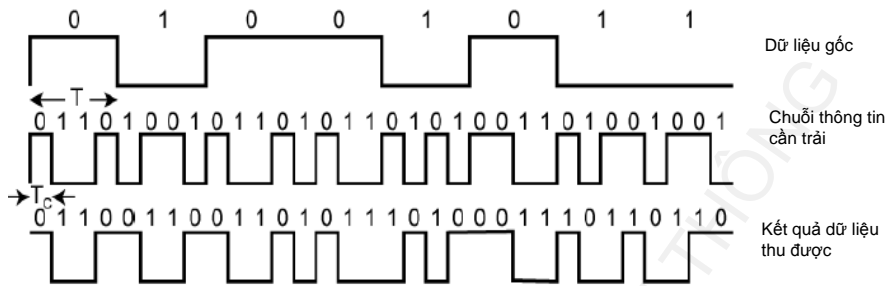 0 1 0 0 1 0 1 1
Dữ liệu gốc
T
0 1 1 0 1 0 0 1 0 1 1 0 1 0 1 1 0 1 0 1 0 0 1 1 0 1 0 0 1 0 0 1
Chuỗi thông tin
cần trải
Tc
0 1 1 0 0 1 1 0 0 1 1 0 1 0 1 1 1 0 1 0 0 0 1 1 1 0 1 1 0 1 1 0
Kết quả dữ liệu
thu được
THÔNG